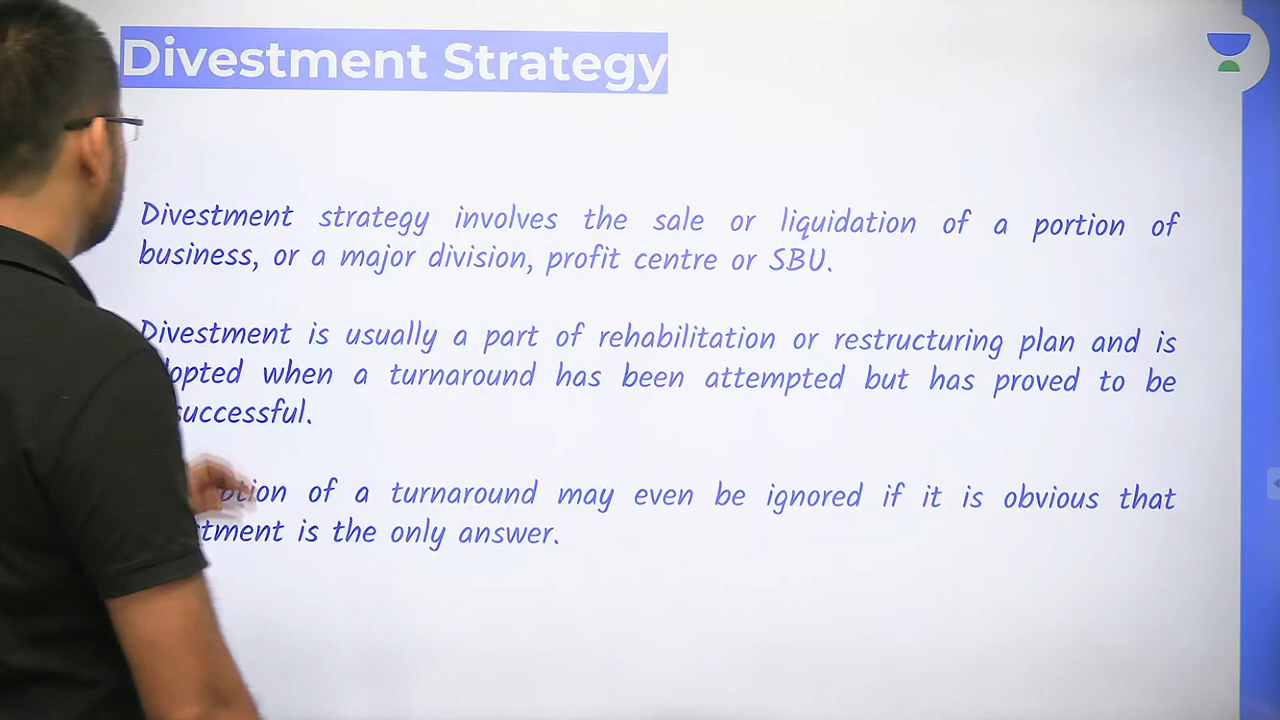 Divestment Strategy
Divestment strategy involves the sale or liquidation of a portion of
business, or a major division, profit centre or SBU.
Divestment is usually a part of rehabilitation or restructuring plan and is
when a turnaround has been attempted but has proved to be
of a turnaround may even be ignored if it is obvious that
is the only answer.